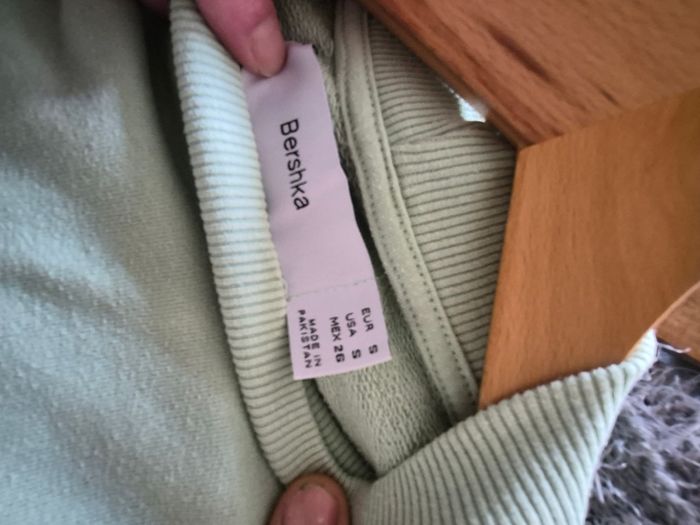 Bershka
EUR S
USA S
MEX 26
MADE IN
PAKISTAN